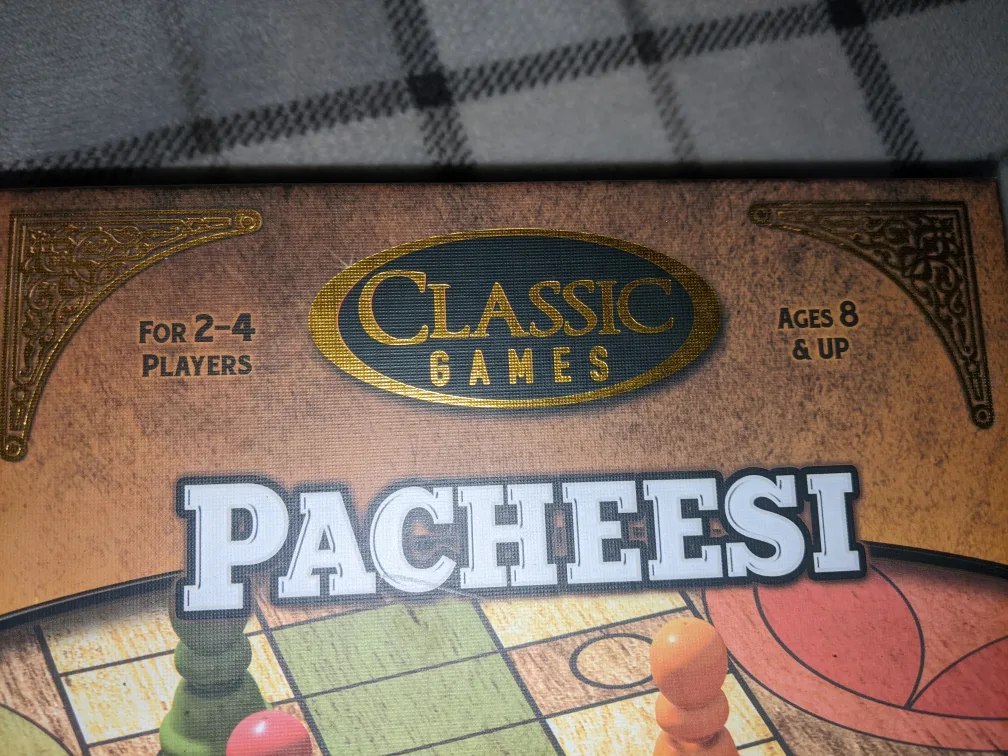 CLASSIC
GAMES
FOR 2-4
PLAYERS
AGES 8
& UP
PACHEESI